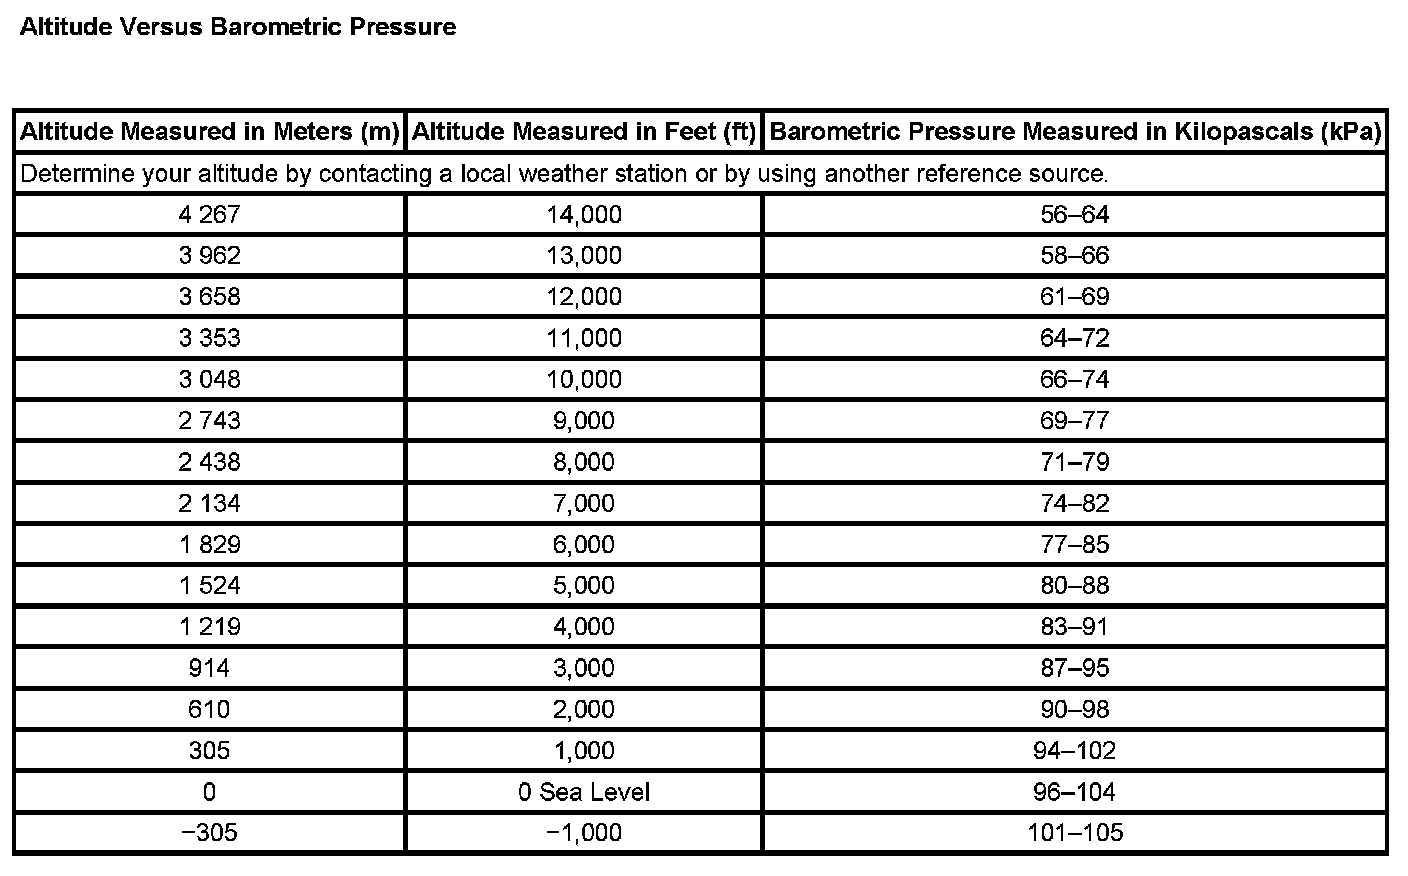 Altitude Versus Barometric Pressure
Altitude Measured in Meters (m) Altitude Measured in Feet (ft) Barometric Pressure Measured in Kilopascals (kPa)
Determine your altitude by contacting a local weather station or by using another reference source.
4 267 14,000 56–64
3 962 13,000 58–66
3 658 12,000 61–69
3 353 11,000 64–72
3 048 10,000 66–74
2 743 9,000 69–77
2 438 8,000 71–79
2 134 7,000 74–82
1 829 6,000 77–85
1 524 5,000 80–88
1 219 4,000 83–91
914 3,000 87–95
610 2,000 90–98
305 1,000 94–102
0 0 Sea Level 96–104
−305 −1,000 101–105